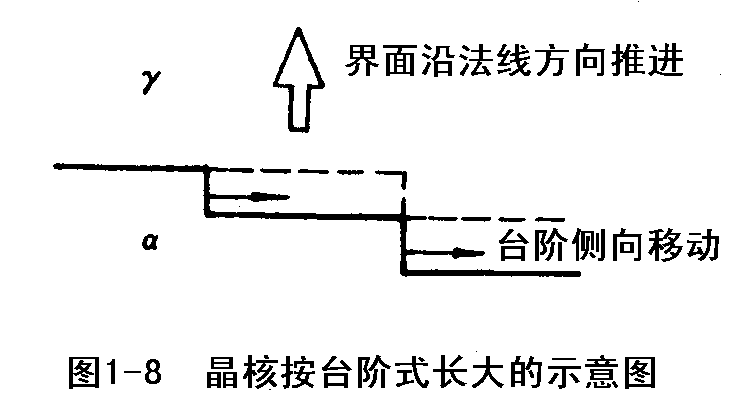 界面沿法线方向推进
γ
α
台阶侧向移动
图1-8 晶核按台阶式长大的示意图